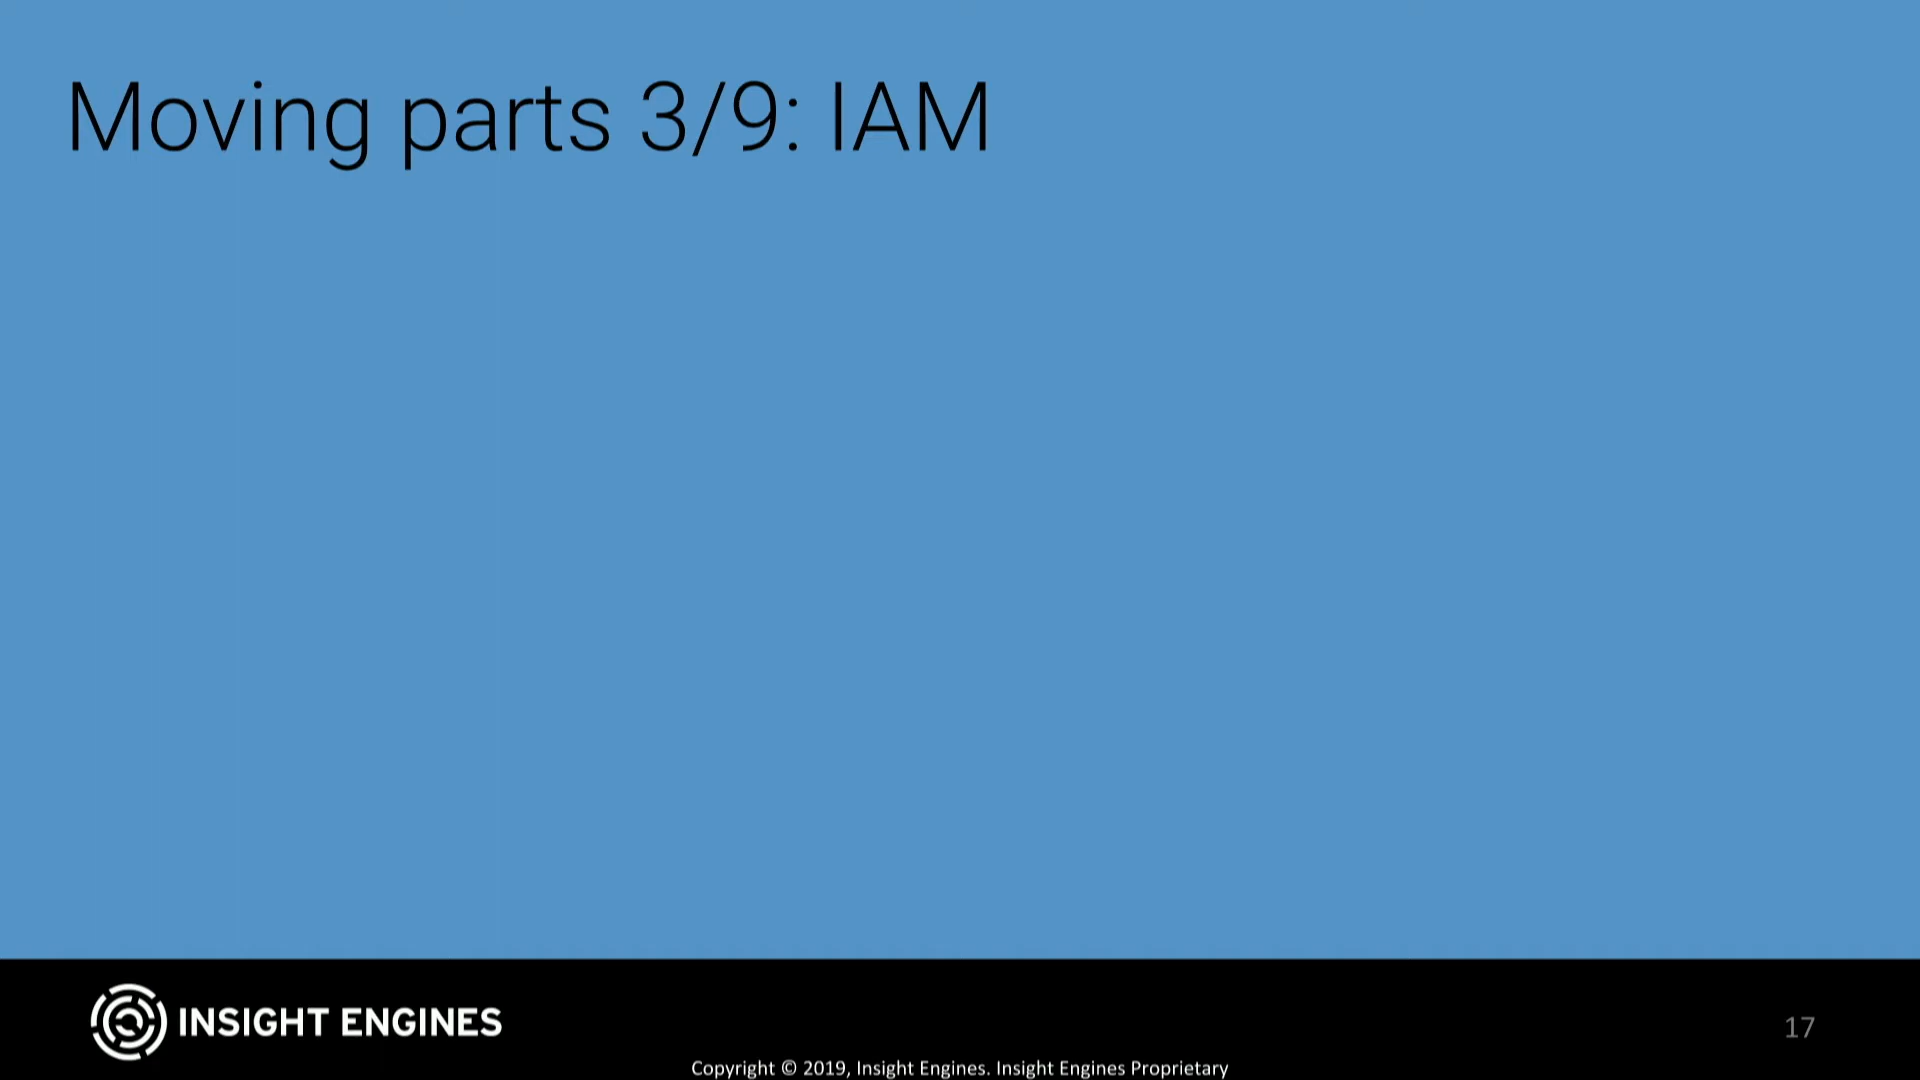 Moving parts 3/9: IAM
INSIGHT ENGINES
17
Copyright © 2019, Insight Engines. Insight Engines Proprietary